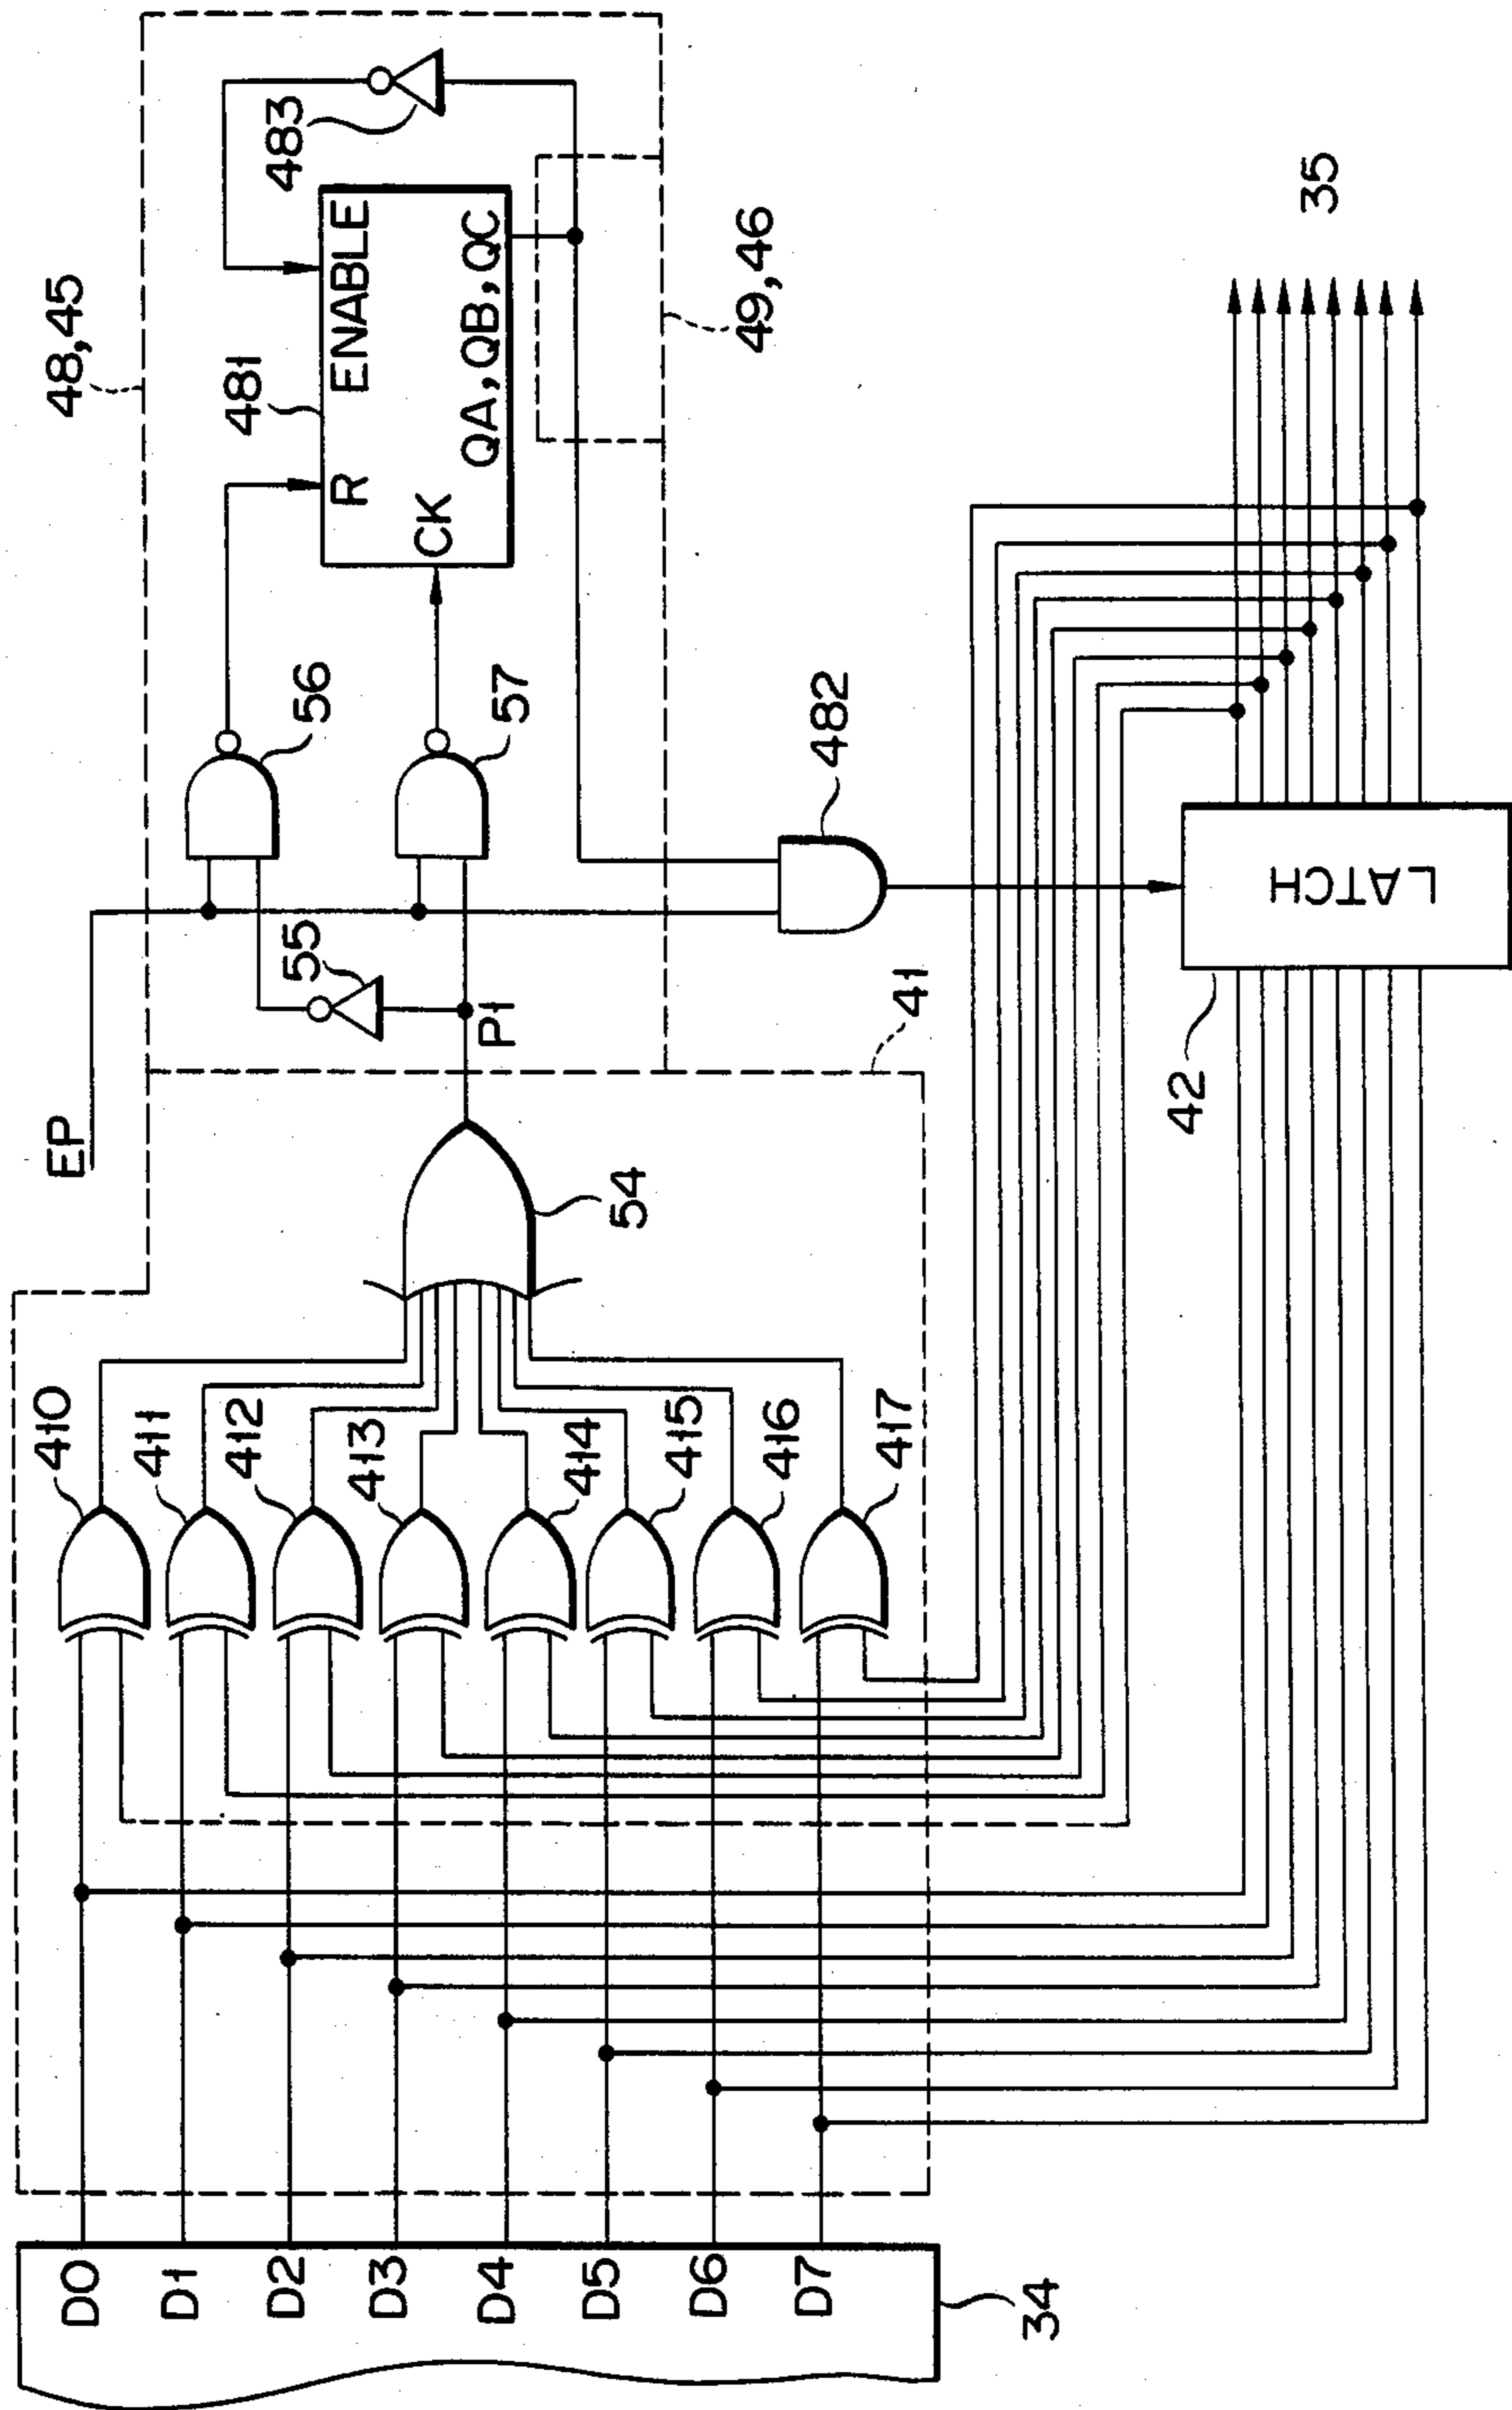 48,45
483
481
ENABLE
R
QA,QB,QC
CK
49,46
35
56
57
482
EP
55
P1
41
54
LATCH
42
410
411
412
413
414
415
416
417
D0
D1
D2
D3
D4
D5
D6
D7
34